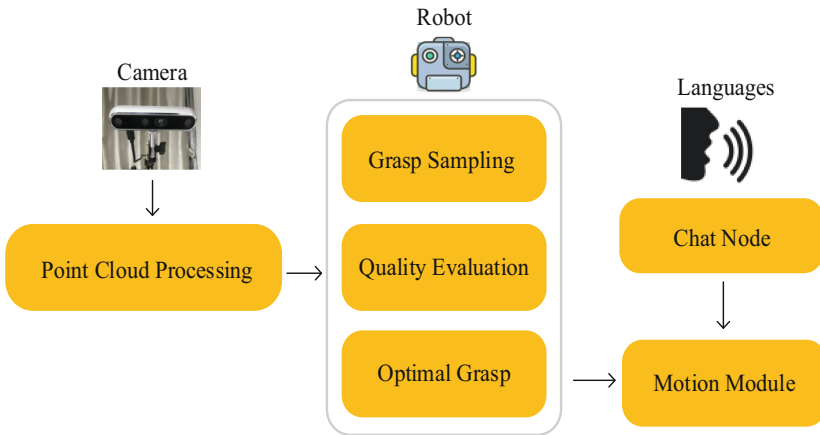 Robot
Camera
Languages
Grasp Sampling
Chat Node
Point Cloud Processing
Quality Evaluation
Optimal Grasp
Motion Module